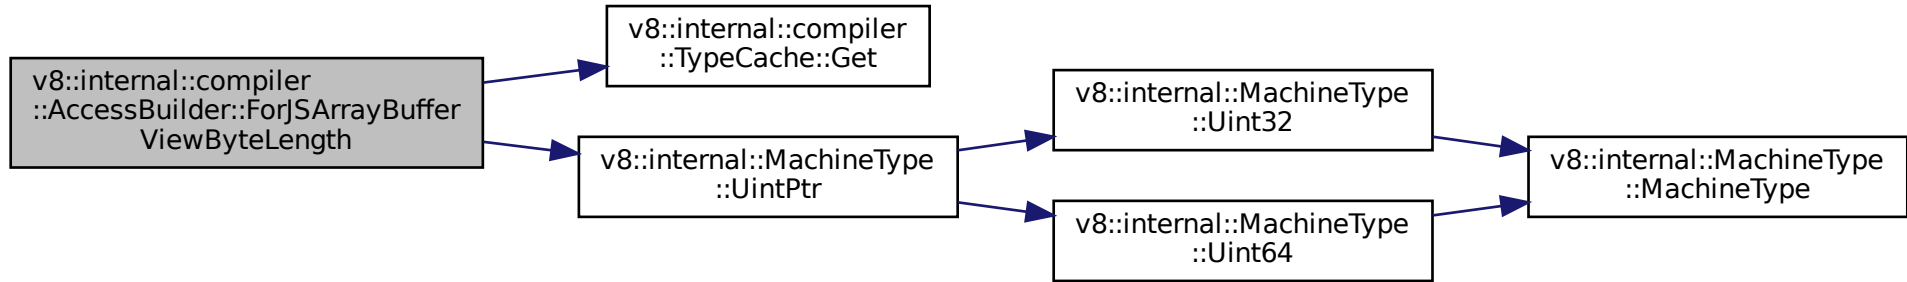 v8::internal::compiler
::AccessBuilder::ForJSArrayBuffer
ViewByteLength
v8::internal::compiler
::TypeCache::Get
v8::internal::MachineType
::UintPtr
v8::internal::MachineType
::Uint32
v8::internal::MachineType
::Uint64
v8::internal::MachineType
::MachineType